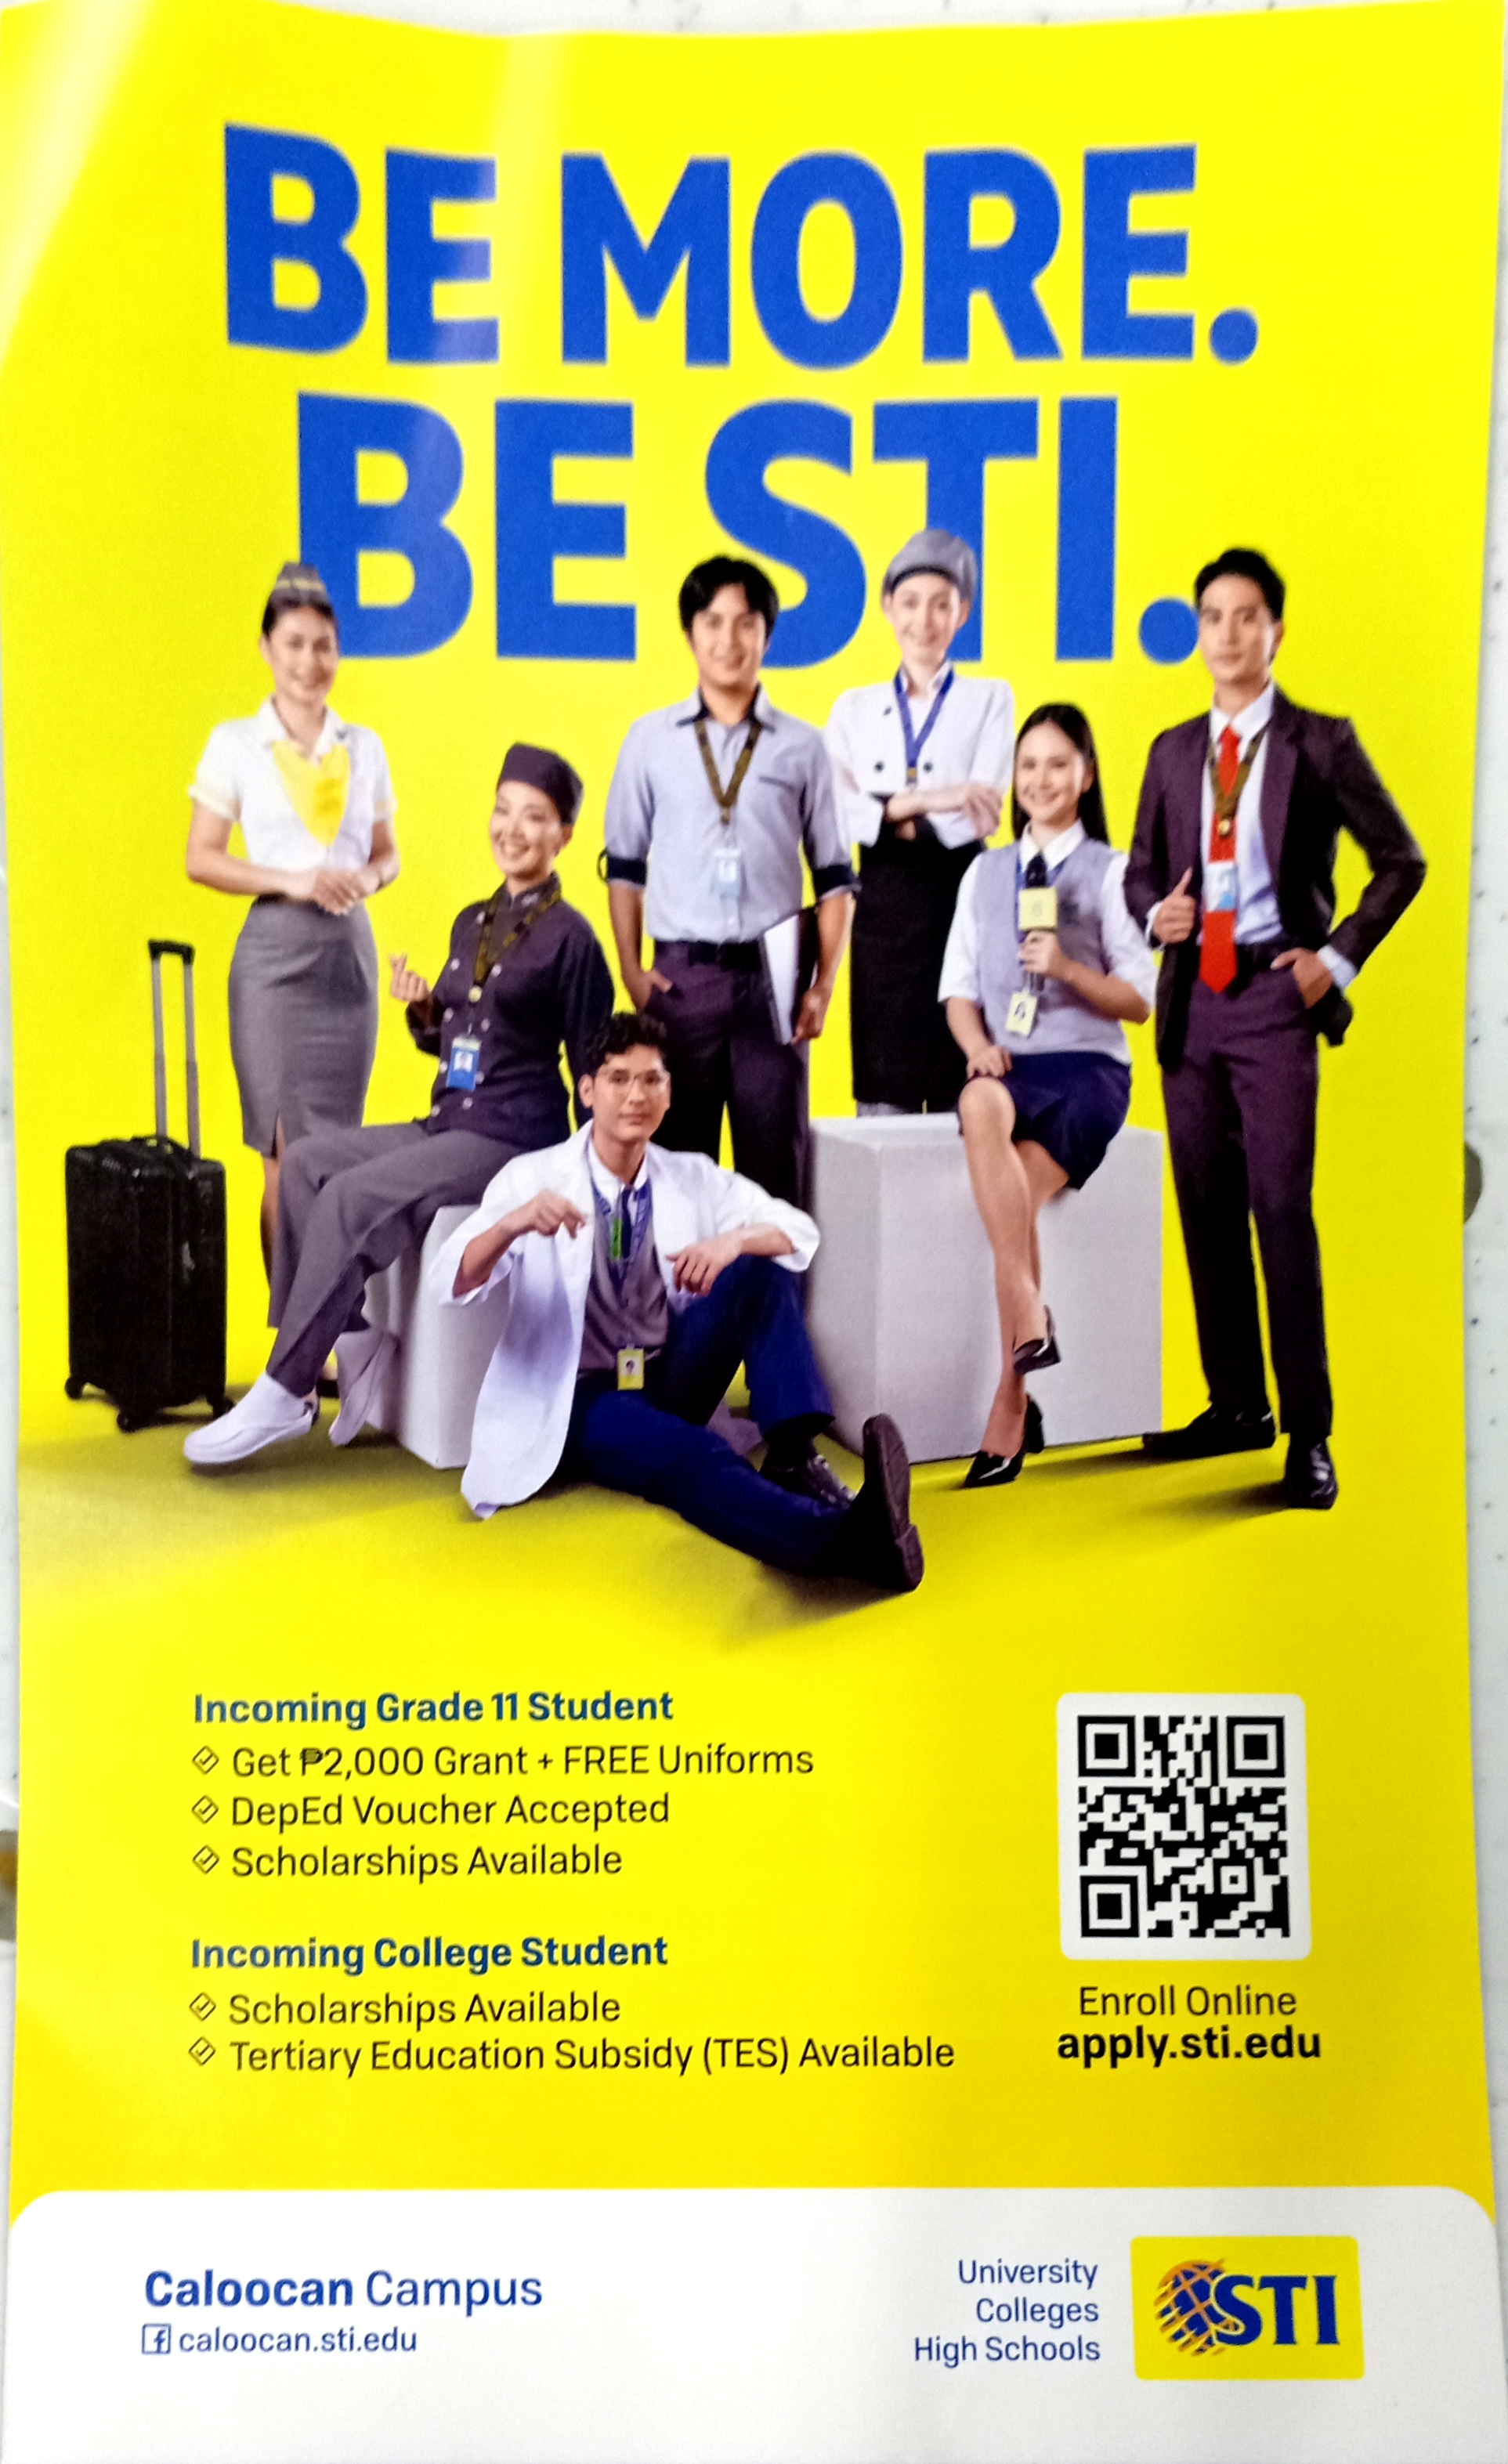 BE MORE.
BE STI.
Incoming Grade 11 Student
Get ₱2,000 Grant + FREE Uniforms
DepEd Voucher Accepted
Scholarships Available
Incoming College Student
Scholarships Available
Tertiary Education Subsidy (TES) Available
Enroll Online
apply.sti.edu
Caloocan Campus
caloocan.sti.edu
University
Colleges
High Schools
STI